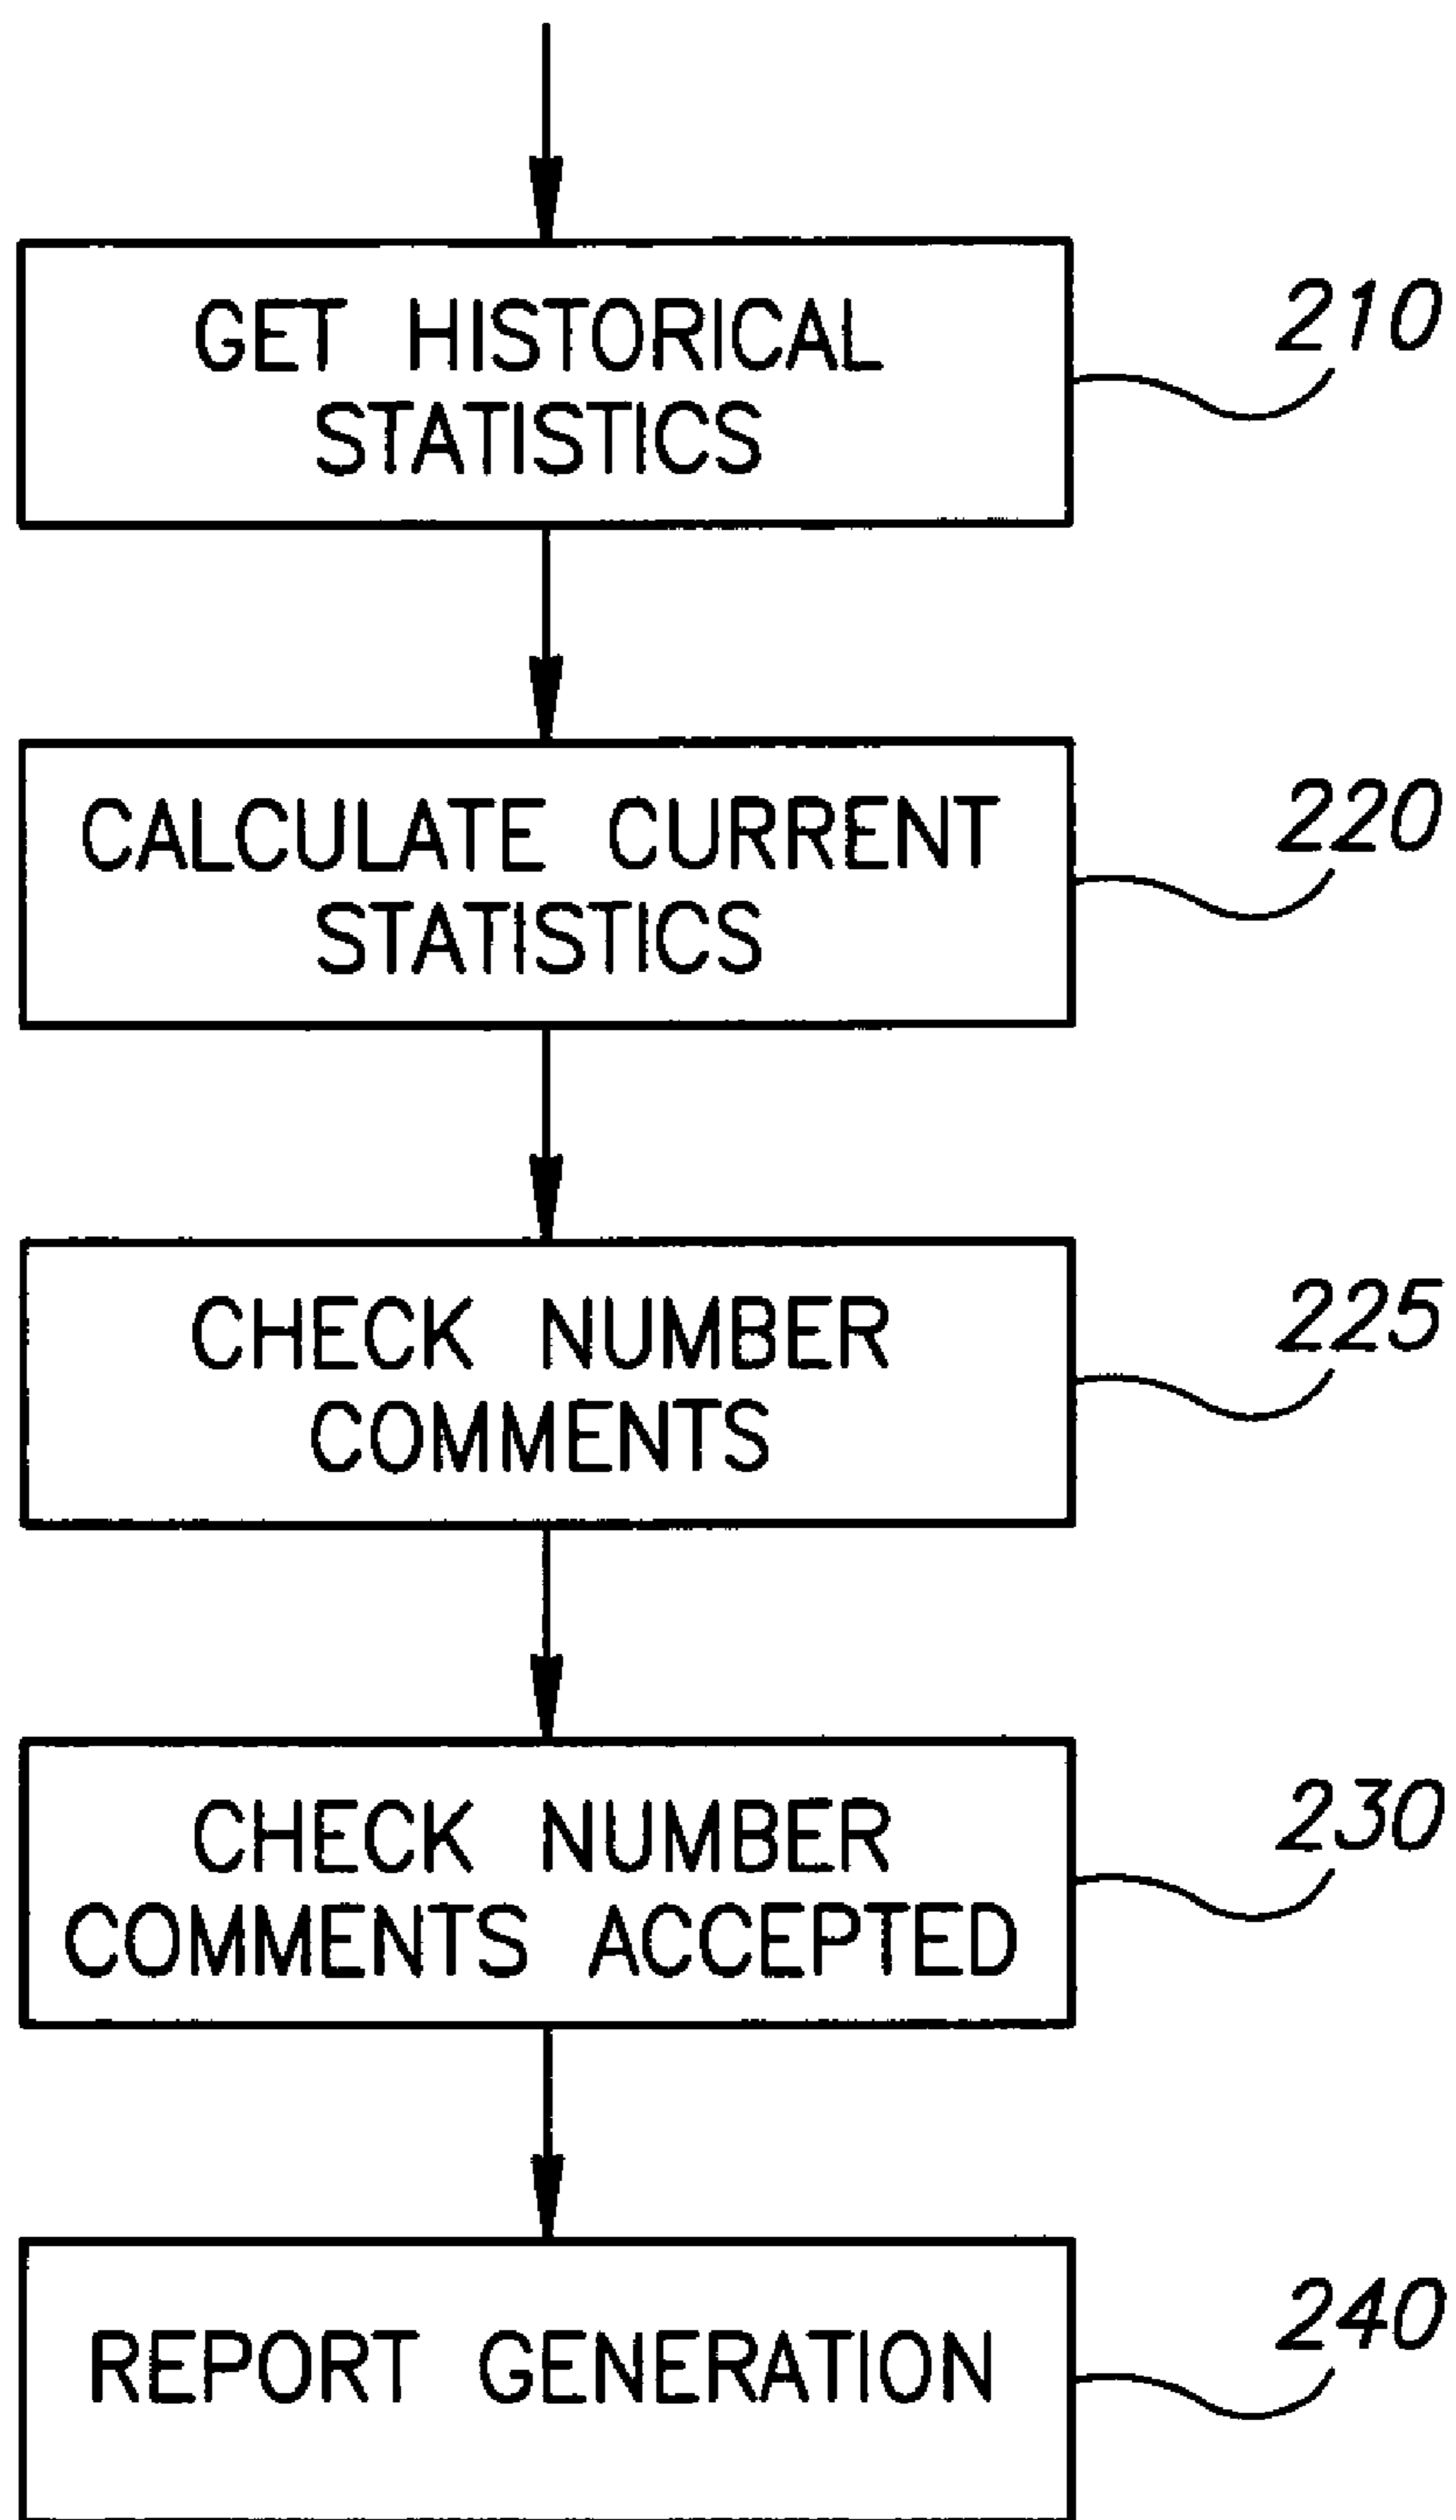 GET HISTORICAL
STATISTICS
210
CALCULATE CURRENT
STATISTICS
220
CHECK NUMBER
COMMENTS
225
CHECK NUMBER
COMMENTS ACCEPTED
230
REPORT GENERATION
240